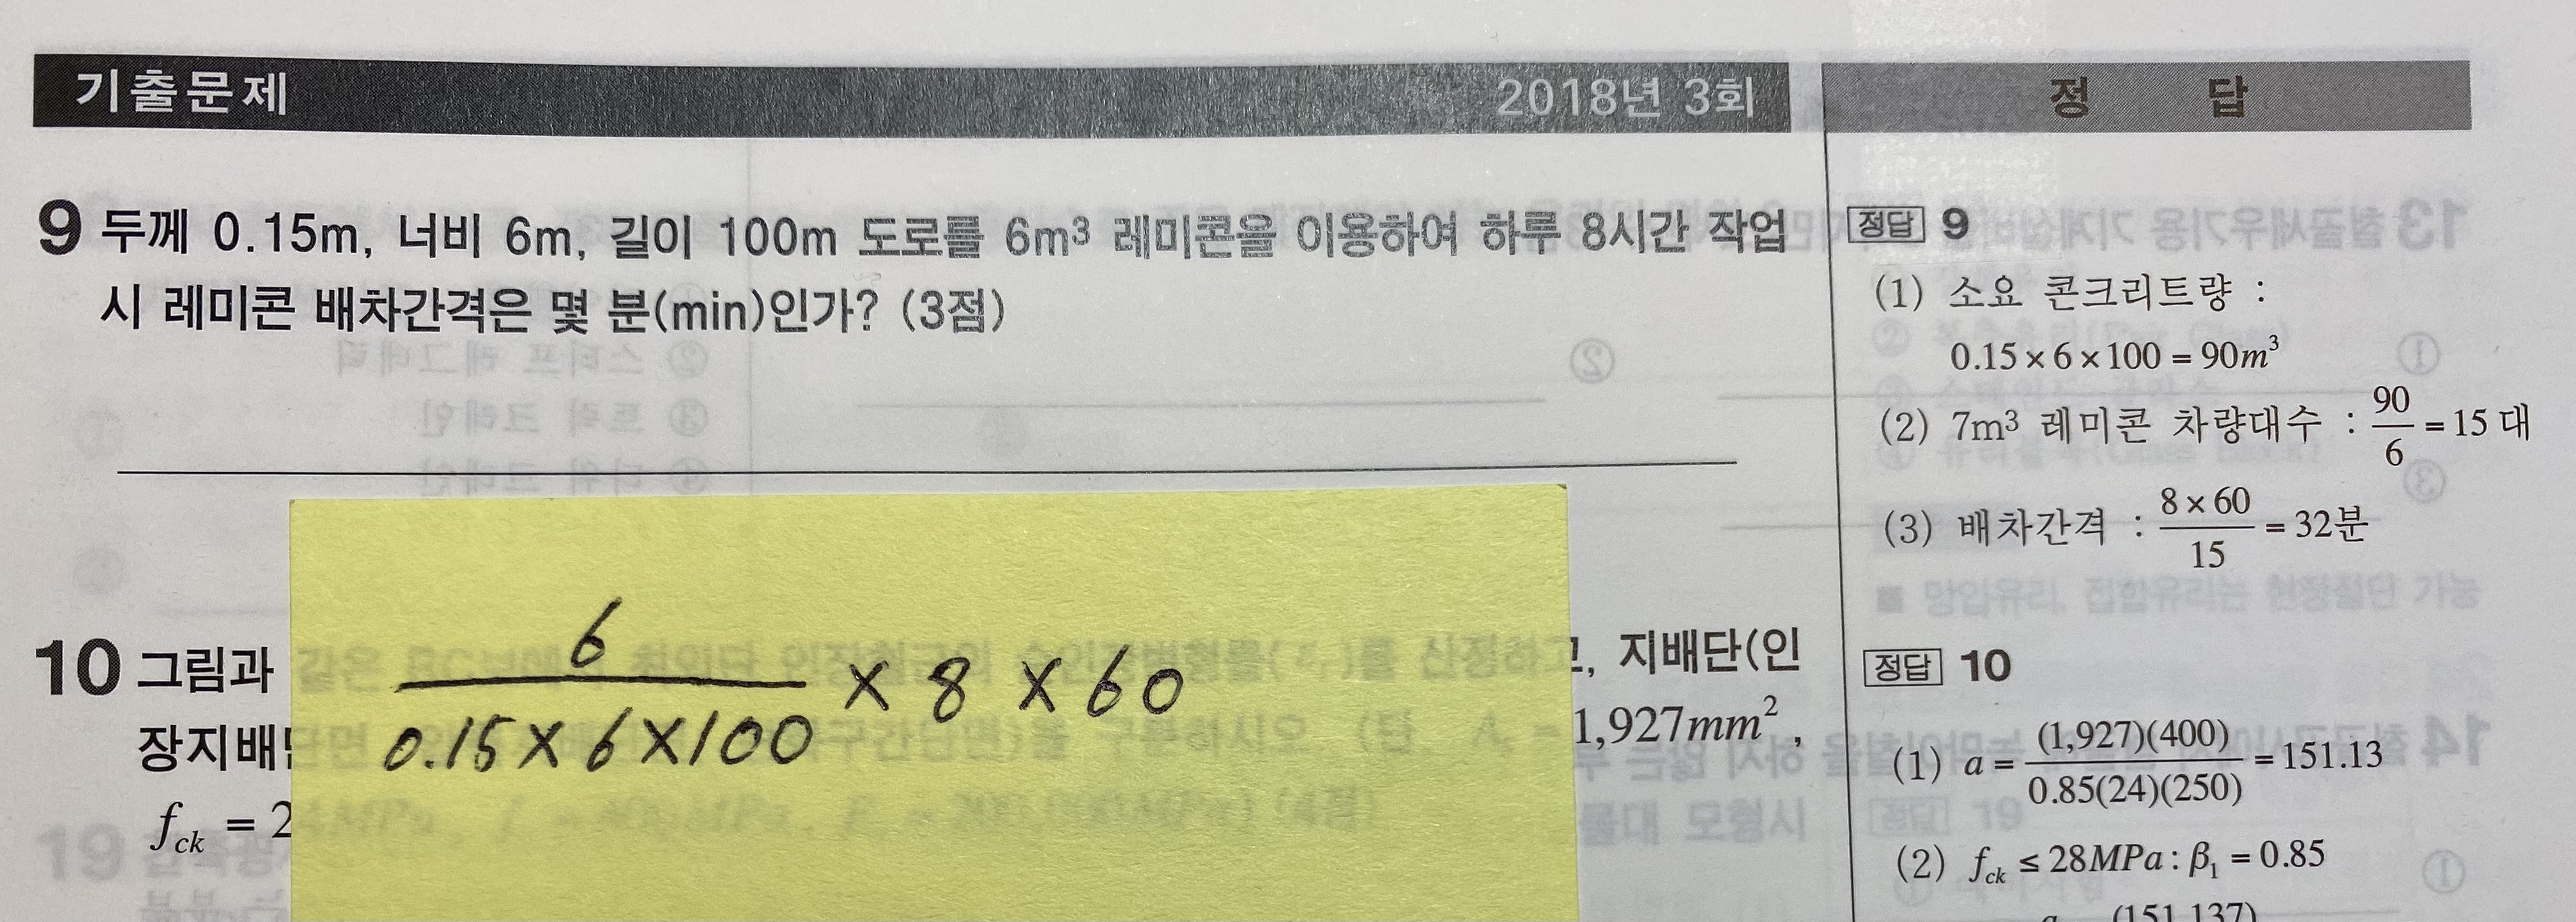 기출문제 2018년 3회
정 답
9 두께 0.15m, 너비 6m, 길이 100m 도로를 6m³ 레미콘을 이용하여 하루 8시간 작업
시 레미콘 배차간격은 몇 분(min)인가? (3점)
6
―――― × 8 × 60
0.15 × 6 × 100
10 그림과
고, 지배단(인
장지배
1,927mm²,
f_ck = 2
정답 9
(1) 소요 콘크리트량 :
0.15 × 6 × 100 = 90m³
(2) 7m³ 레미콘 차량대수 : 90/6 = 15 대
(3) 배차간격 : (8 × 60)/15 = 32분
정답 10
(1) a = (1,927)(400)/0.85(24)(250) = 151.13
(2) f_ck ≤ 28MPa : β₁ = 0.85
a (151.137)